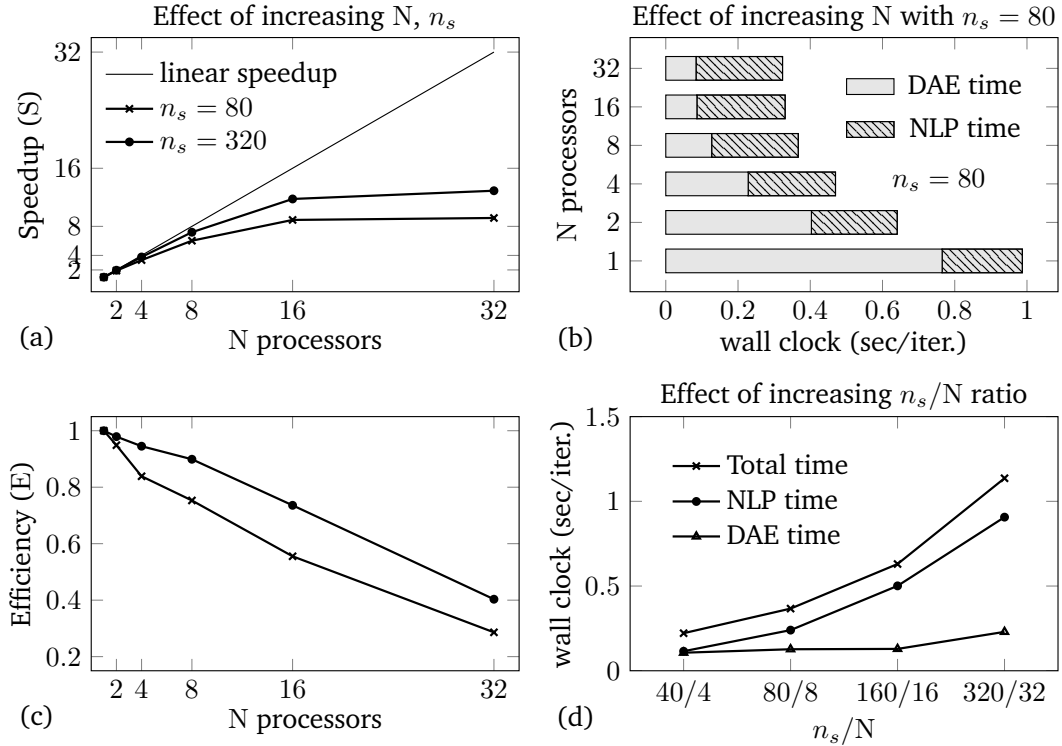 Effect of increasing N, n_s
32
16
8
4
2
Speedup (S)
linear speedup
n_s = 80
n_s = 320
2 4 8 16 32
N processors
(a)
Effect of increasing N with n_s = 80
32
16
8
4
2
1
N processors
DAE time
NLP time
n_s = 80
0 0.2 0.4 0.6 0.8 1
wall clock (sec/iter.)
(b)
1
0.8
0.6
0.4
0.2
Efficiency (E)
2 4 8 16 32
N processors
(c)
Effect of increasing n_s/N ratio
1.5
1
0.5
0
wall clock (sec/iter.)
Total time
NLP time
DAE time
40/4 80/8 160/16 320/32
n_s/N
(d)